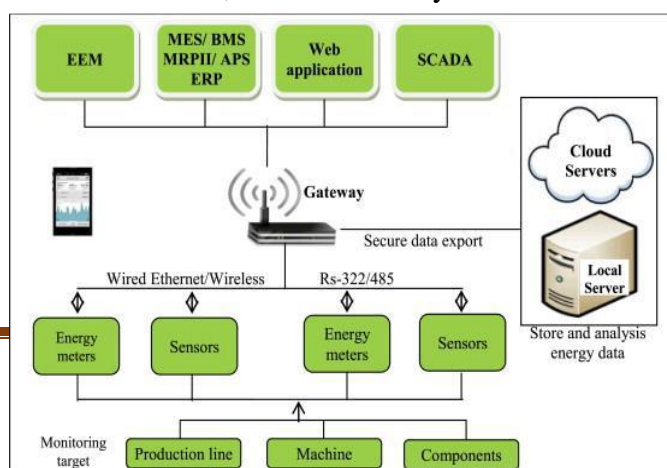 EEM
MES/ BMS
MRPII/ APS
ERP
Web
application
SCADA
Gateway
Cloud
Servers
Secure data export
Local
Server
Store and analysis
energy data
Wired Ethernet/Wireless
Rs-322/485
Energy
meters
Sensors
Energy
meters
Sensors
Monitoring
target
Production line
Machine
Components